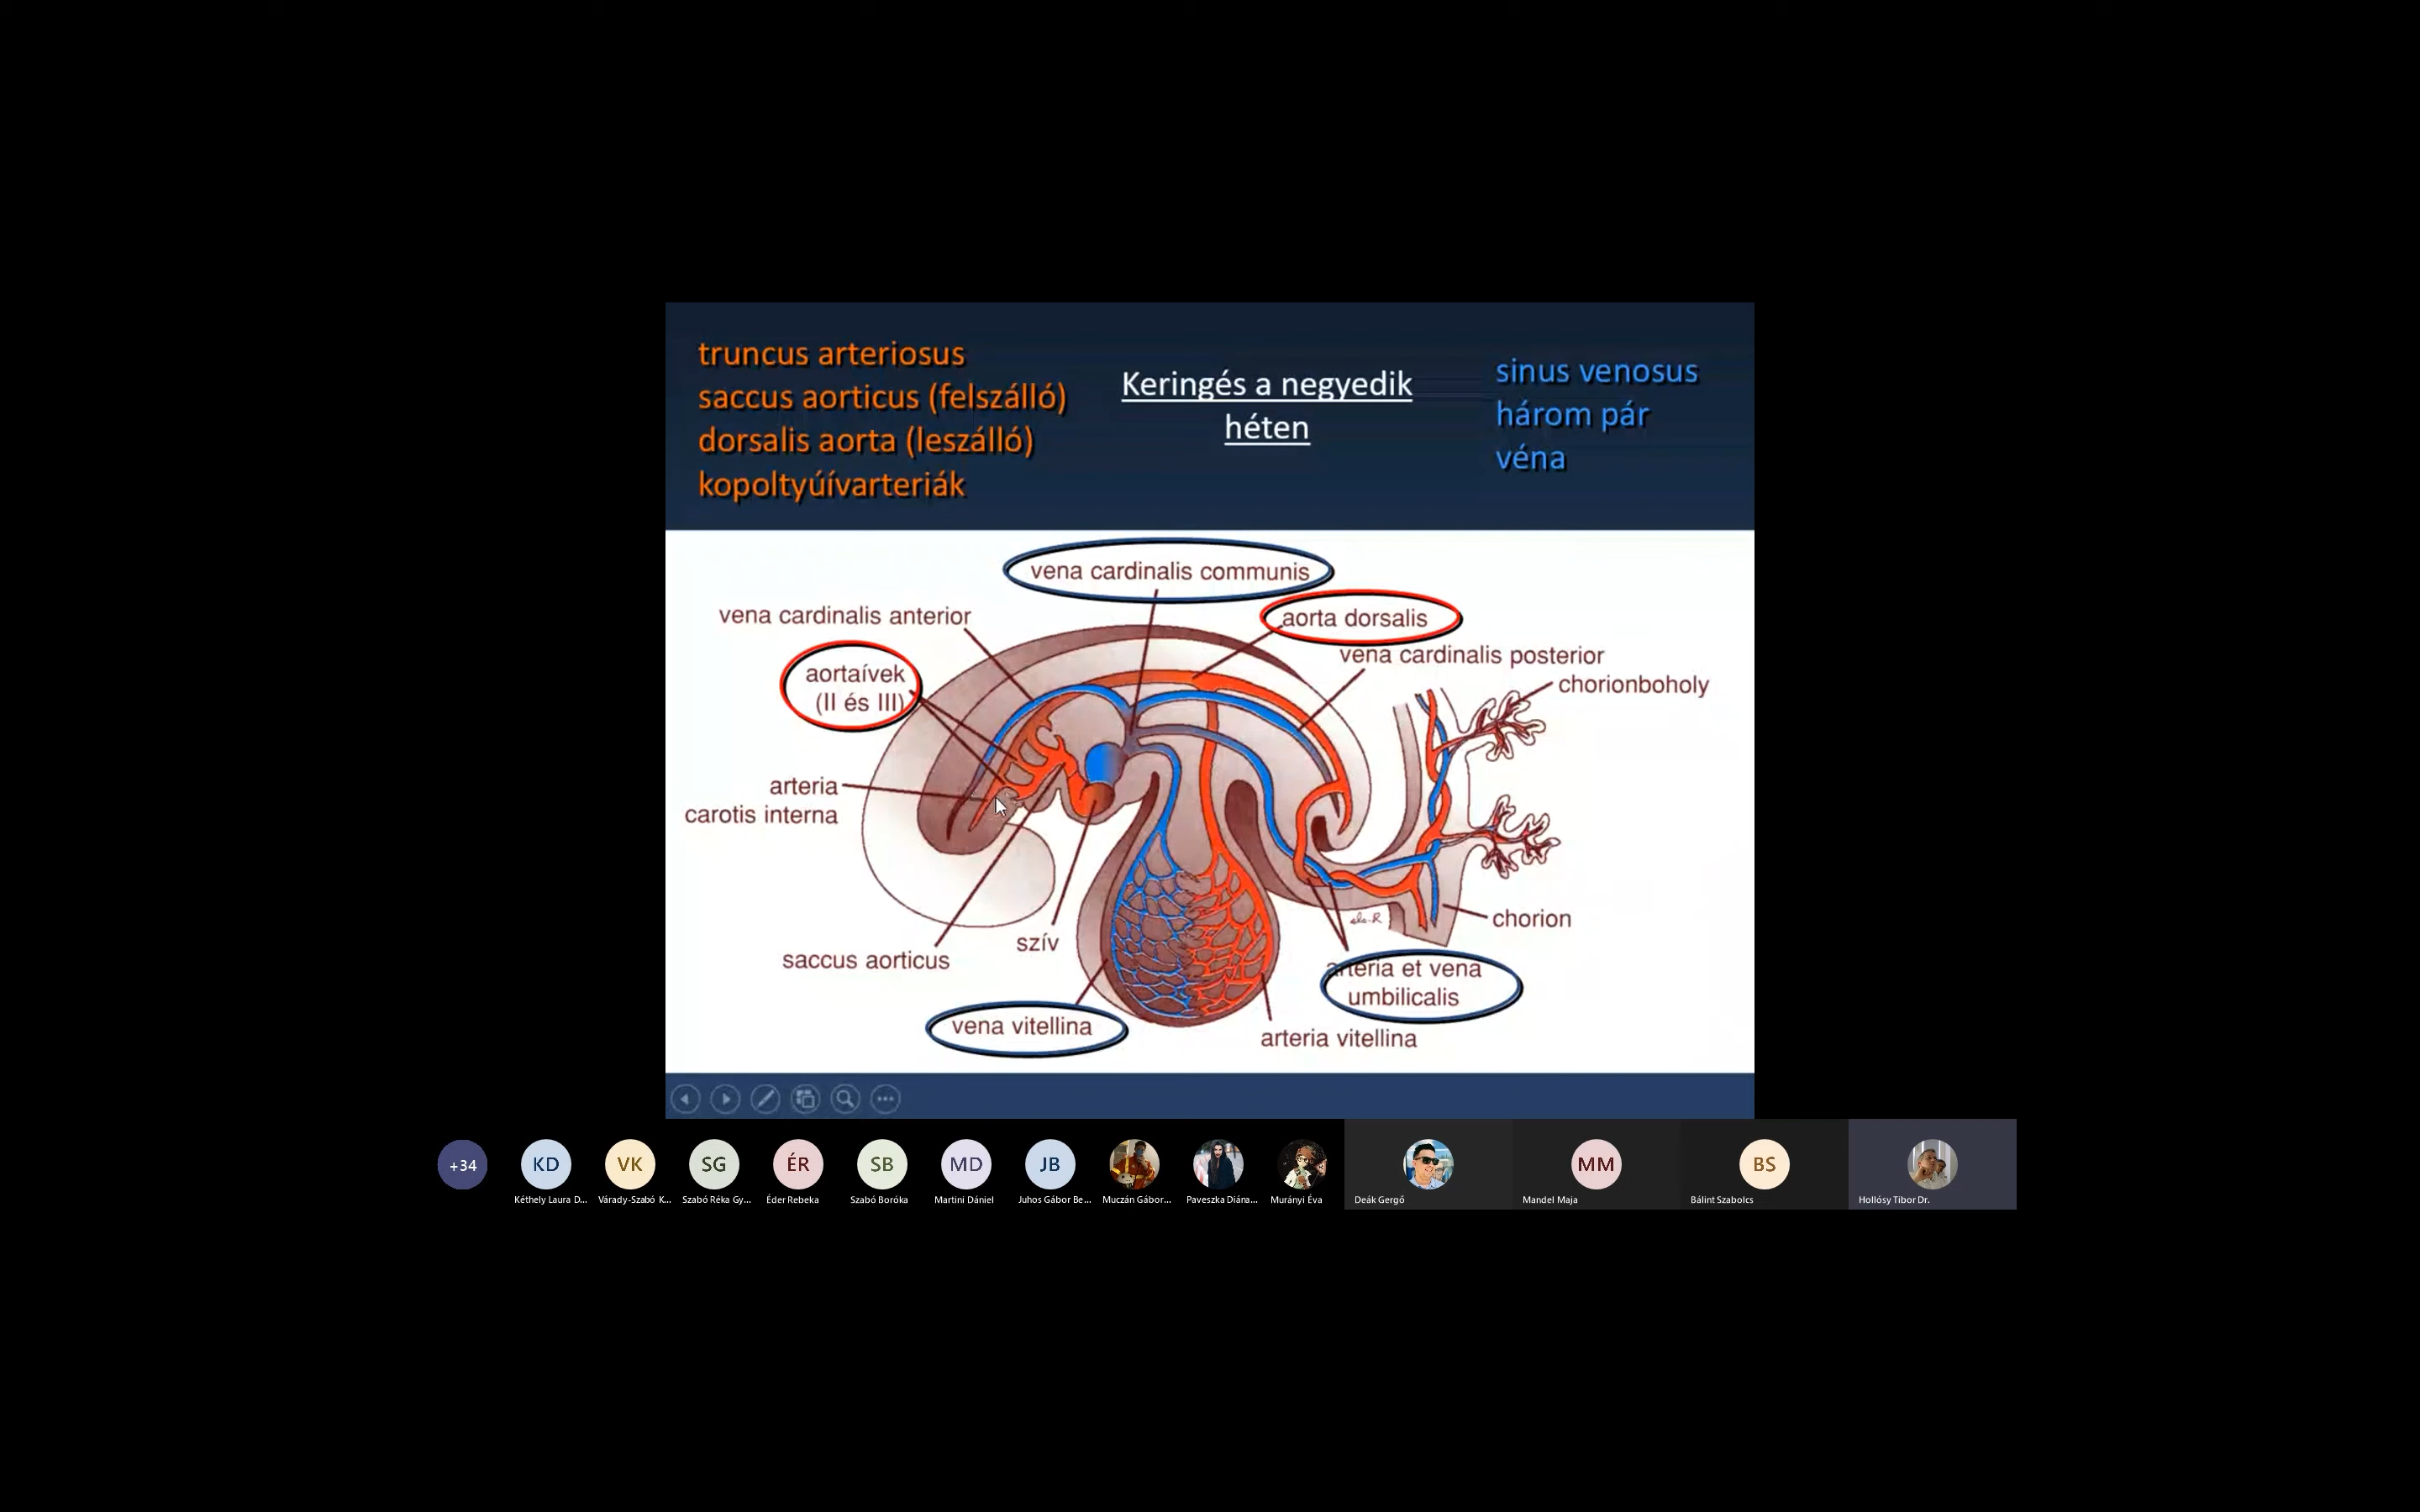 truncus arteriosus
saccus aorticus (felszálló)
dorsalis aorta (leszálló)
kopoltyúívarteriák
Keringés a negyedik
héten
sinus venosus
három pár
véna
vena cardinalis communis
vena cardinalis anterior
aorta dorsalis
vena cardinalis posterior
aortaívek
(II és III)
chorionboholy
arteria
carotis interna
chorion
szív
saccus aorticus
arteria et vena
umbilicalis
vena vitellina
arteria vitellina
+34
KD
VK
SG
ÉR
SB
MD
JB
MM
BS
Kéthely Laura D...
Várady-Szabó K...
Szabó Réka Gy...
Éder Rebeka
Szabó Boróka
Martini Dániel
Juhos Gábor Be...
Muczán Gábor...
Paveszka Diána...
Murányi Éva
Deák Gergő
Mandel Maja
Bálint Szabolcs
Hollósy Tibor Dr.